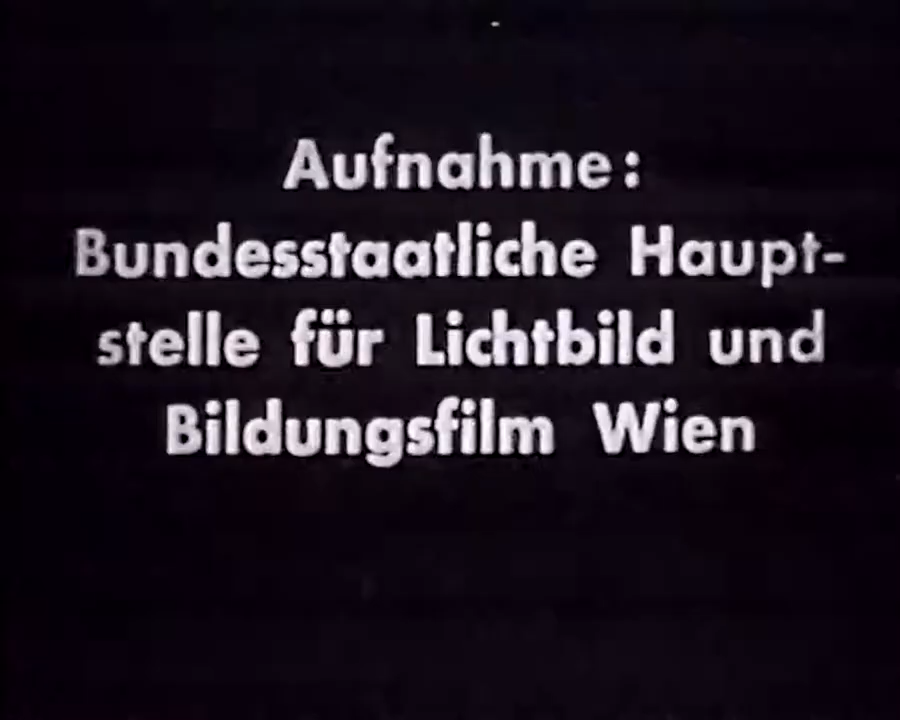 Aufnahme:
Bundesstaatliche Haupt-
stelle für Lichtbild und
Bildungsfilm Wien